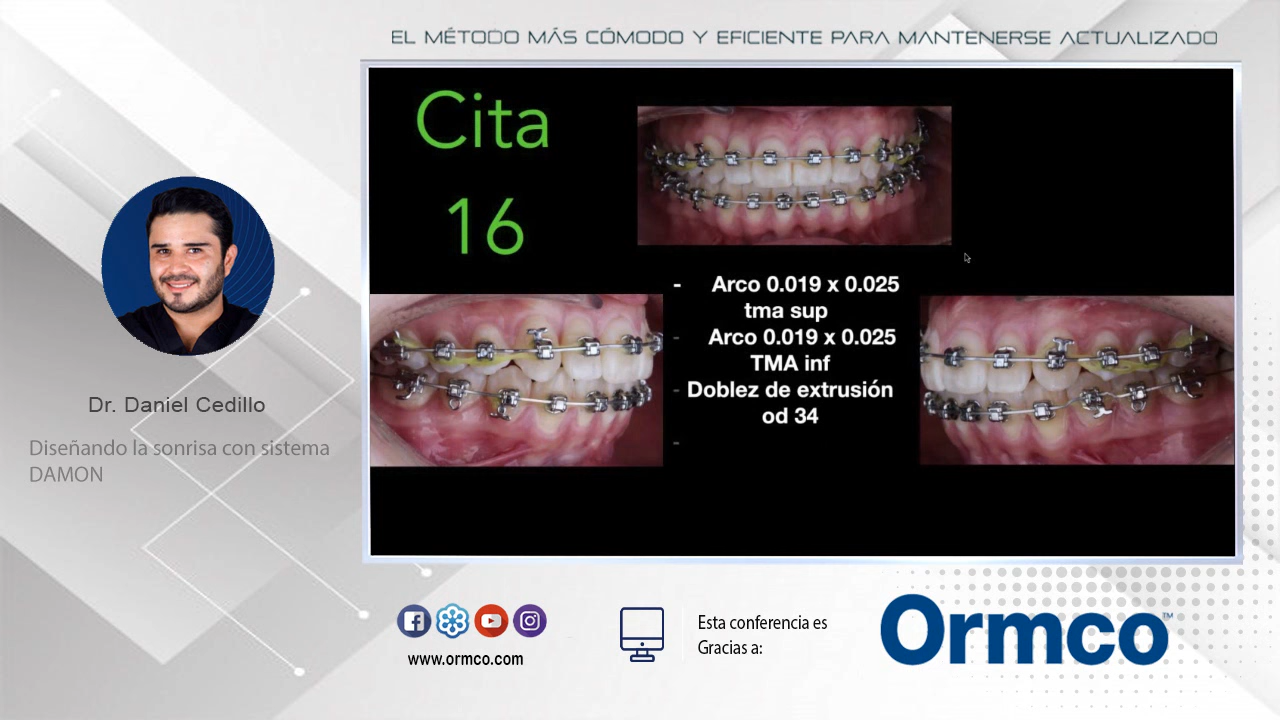 EL MÉTODO MÁS CÓMODO Y EFICIENTE PARA MANTENERSE ACTUALIZADO
Cita
16
- Arco 0.019 x 0.025
tma sup
- Arco 0.019 x 0.025
TMA inf
- Doblez de extrusión
od 34
-
Dr. Daniel Cedillo
Diseñando la sonrisa con sistema
DAMON
www.ormco.com
Esta conferencia es
Gracias a:
Ormco™